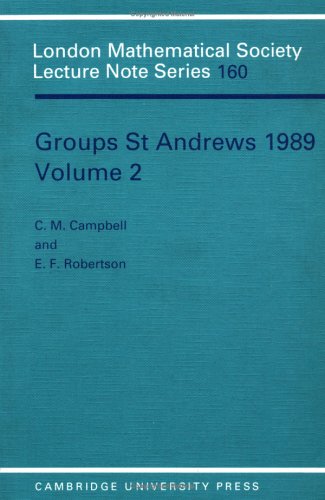 London Mathematical Society
Lecture Note Series 160
Groups St Andrews 1989
Volume 2
C. M. Campbell
and
E. F. Robertson
CAMBRIDGE UNIVERSITY PRESS